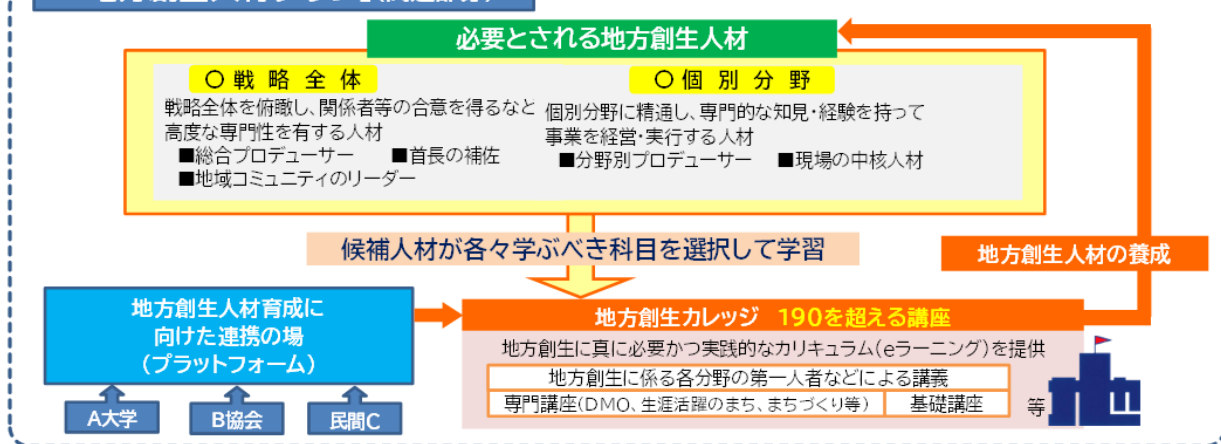 必要とされる地方創生人材
〇戦略全体
戦略全体を俯瞰し、関係者等の合意を得るなど
高度な専門性を有する人材
■総合プロデューサー ■首長の補佐
■地域コミュニティのリーダー
〇個別分野
個別分野に精通し、専門的な知見・経験を持って
事業を経営・実行する人材
■分野別プロデューサー ■現場の中核人材
候補人材が各々学ぶべき科目を選択して学習
地方創生人材の養成
地方創生人材育成に
向けた連携の場
(プラットフォーム)
A大学
B協会
民間C
地方創生カレッジ 190を超える講座
地方創生に真に必要かつ実践的なカリキュラム(eラーニング)を提供
地方創生に係る各分野の第一人者などによる講義
専門講座(DMO、生涯活躍のまち、まちづくり等)
基礎講座
等